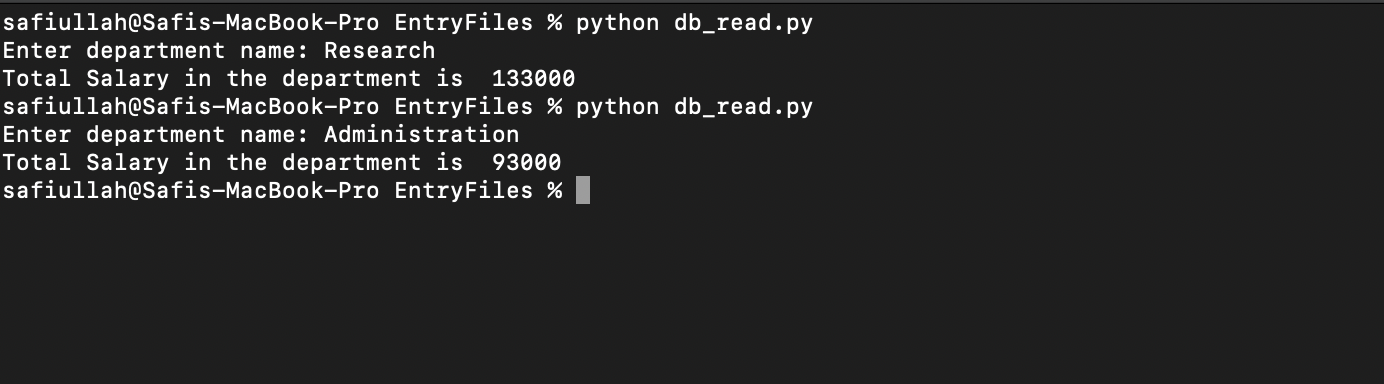 safiullah@Safis-MacBook-Pro EntryFiles % python db_read.py
Enter department name: Research
Total Salary in the department is  133000
safiullah@Safis-MacBook-Pro EntryFiles % python db_read.py
Enter department name: Administration
Total Salary in the department is  93000
safiullah@Safis-MacBook-Pro EntryFiles %